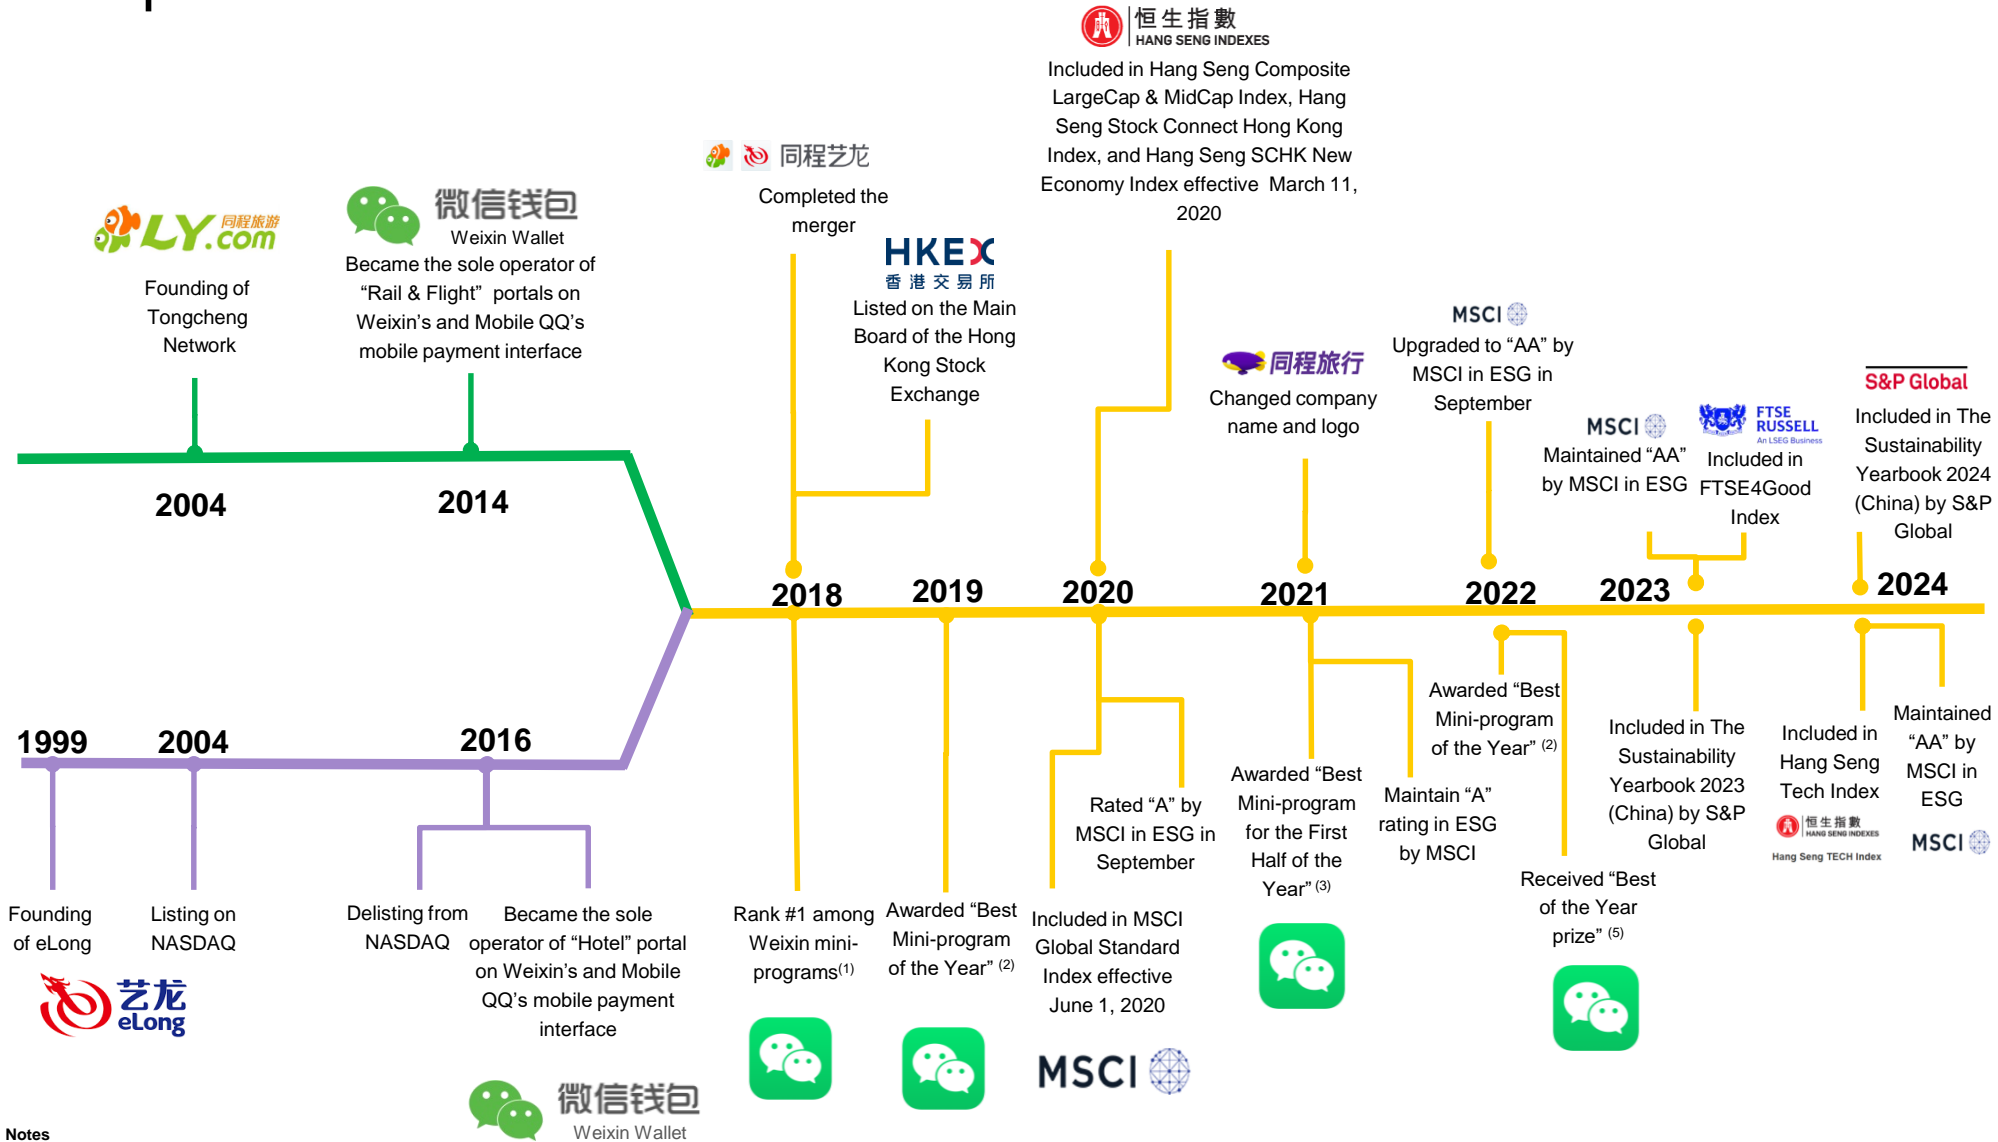 恒生指數
HANG SENG INDEXES
Included in Hang Seng Composite
LargeCap & MidCap Index, Hang
Seng Stock Connect Hong Kong
Index, and Hang Seng SCHK New
Economy Index effective March 11,
2020
同程艺龙
Completed the
merger
HKEX
香港交易所
Listed on the Main
Board of the Hong
Kong Stock
Exchange
LY.com
同程旅游
Founding of
Tongcheng
Network
微信钱包
Weixin Wallet
Became the sole operator of
“Rail & Flight” portals on
Weixin’s and Mobile QQ’s
mobile payment interface
同程旅行
Changed company
name and logo
MSCI
Upgraded to “AA” by
MSCI in ESG in
September
MSCI
Maintained “AA”
by MSCI in ESG
FTSE
RUSSELL
An LSEG Business
Included in
FTSE4Good
Index
S&P Global
Included in The
Sustainability
Yearbook 2024
(China) by S&P
Global
2004
2014
2018
2019
2020
2021
2022
2023
2024
1999
2004
2016
Founding
of eLong
艺龙
eLong
Listing on
NASDAQ
Delisting from
NASDAQ
Became the sole
operator of “Hotel” portal
on Weixin’s and Mobile
QQ’s mobile payment
interface
微信钱包
Weixin Wallet
Rank #1 among
Weixin mini-
programs(1)
Awarded “Best
Mini-program
of the Year” (2)
Included in MSCI
Global Standard
Index effective
June 1, 2020
MSCI
Rated “A” by
MSCI in ESG in
September
Awarded “Best
Mini-program
for the First
Half of the
Year” (3)
Maintain “A”
rating in ESG
by MSCI
Awarded “Best
Mini-program
of the Year” (2)
Received “Best
of the Year
prize” (5)
Included in The
Sustainability
Yearbook 2023
(China) by S&P
Global
Included in
Hang Seng
Tech Index
恒生指數
HANG SENG INDEXES
Hang Seng TECH Index
Maintained
“AA” by
MSCI in
ESG
MSCI
Notes